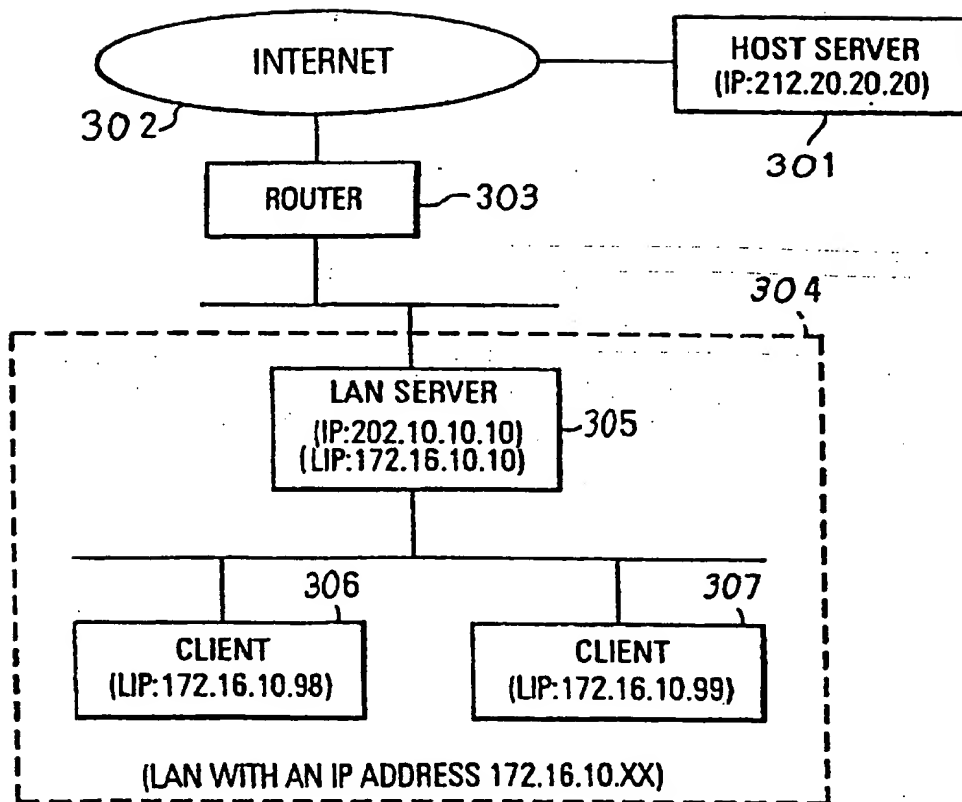 INTERNET
HOST SERVER
(IP:212.20.20.20)
302
301
ROUTER
303
304
LAN SERVER
(IP:202.10.10.10)
(LIP:172.16.10.10)
305
306
307
CLIENT
(LIP:172.16.10.98)
CLIENT
(LIP:172.16.10.99)
(LAN WITH AN IP ADDRESS 172.16.10.XX)